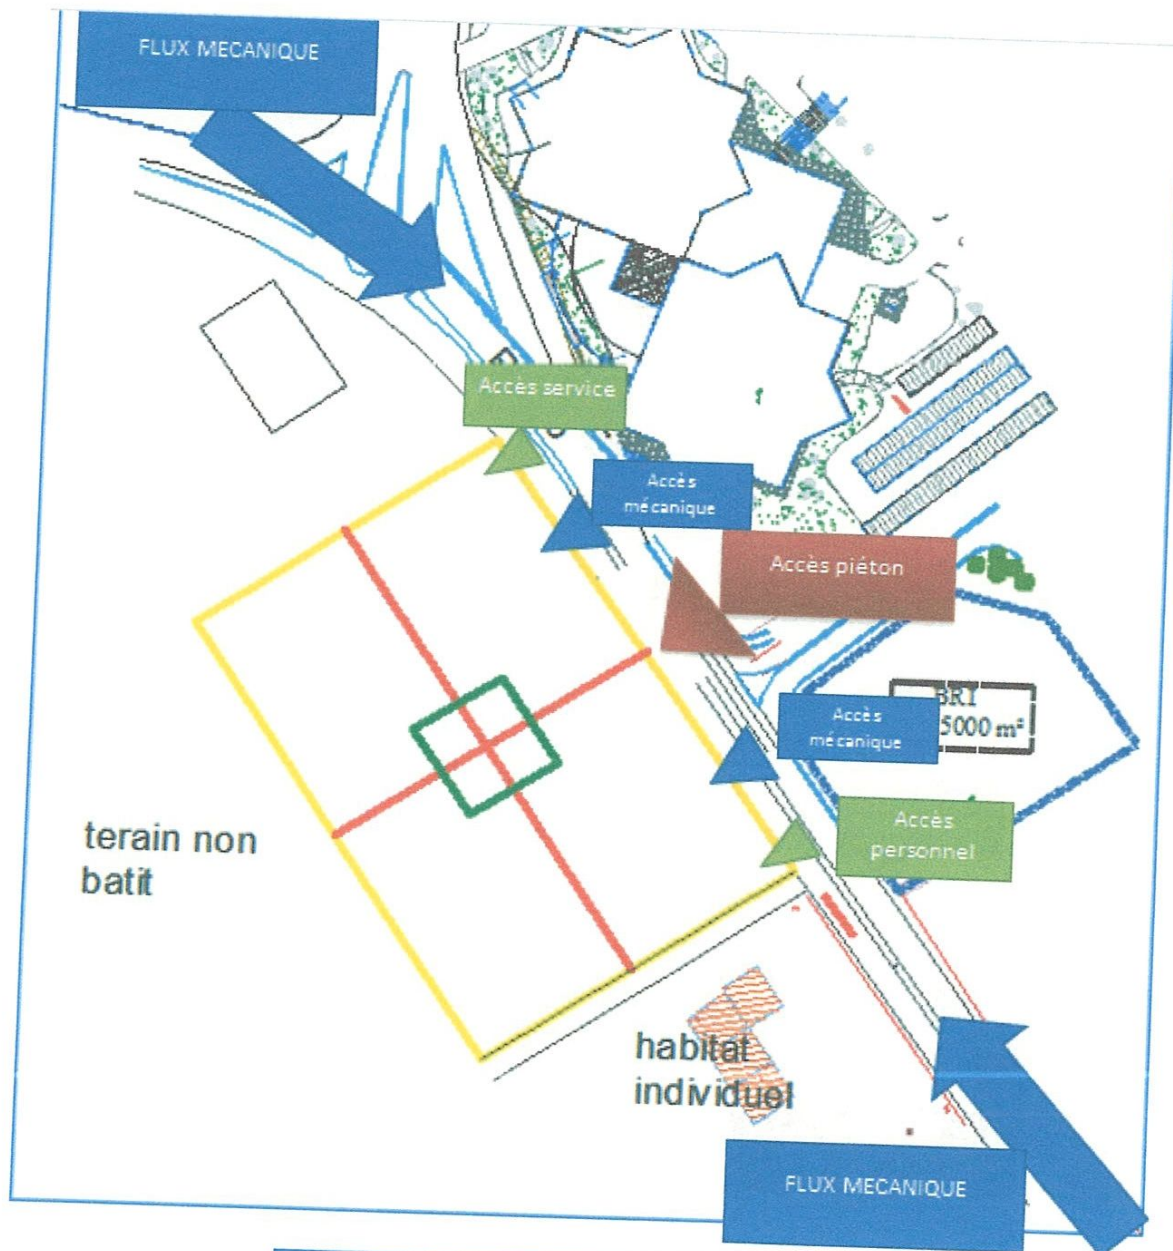 FLUX MECANIQUE
Accès service
Accès
mécanique
Accès piéton
BRI
5000 m²
Accès
mécanique
Accès
personnel
terain non
batit
habitat
individuel
FLUX MECANIQUE